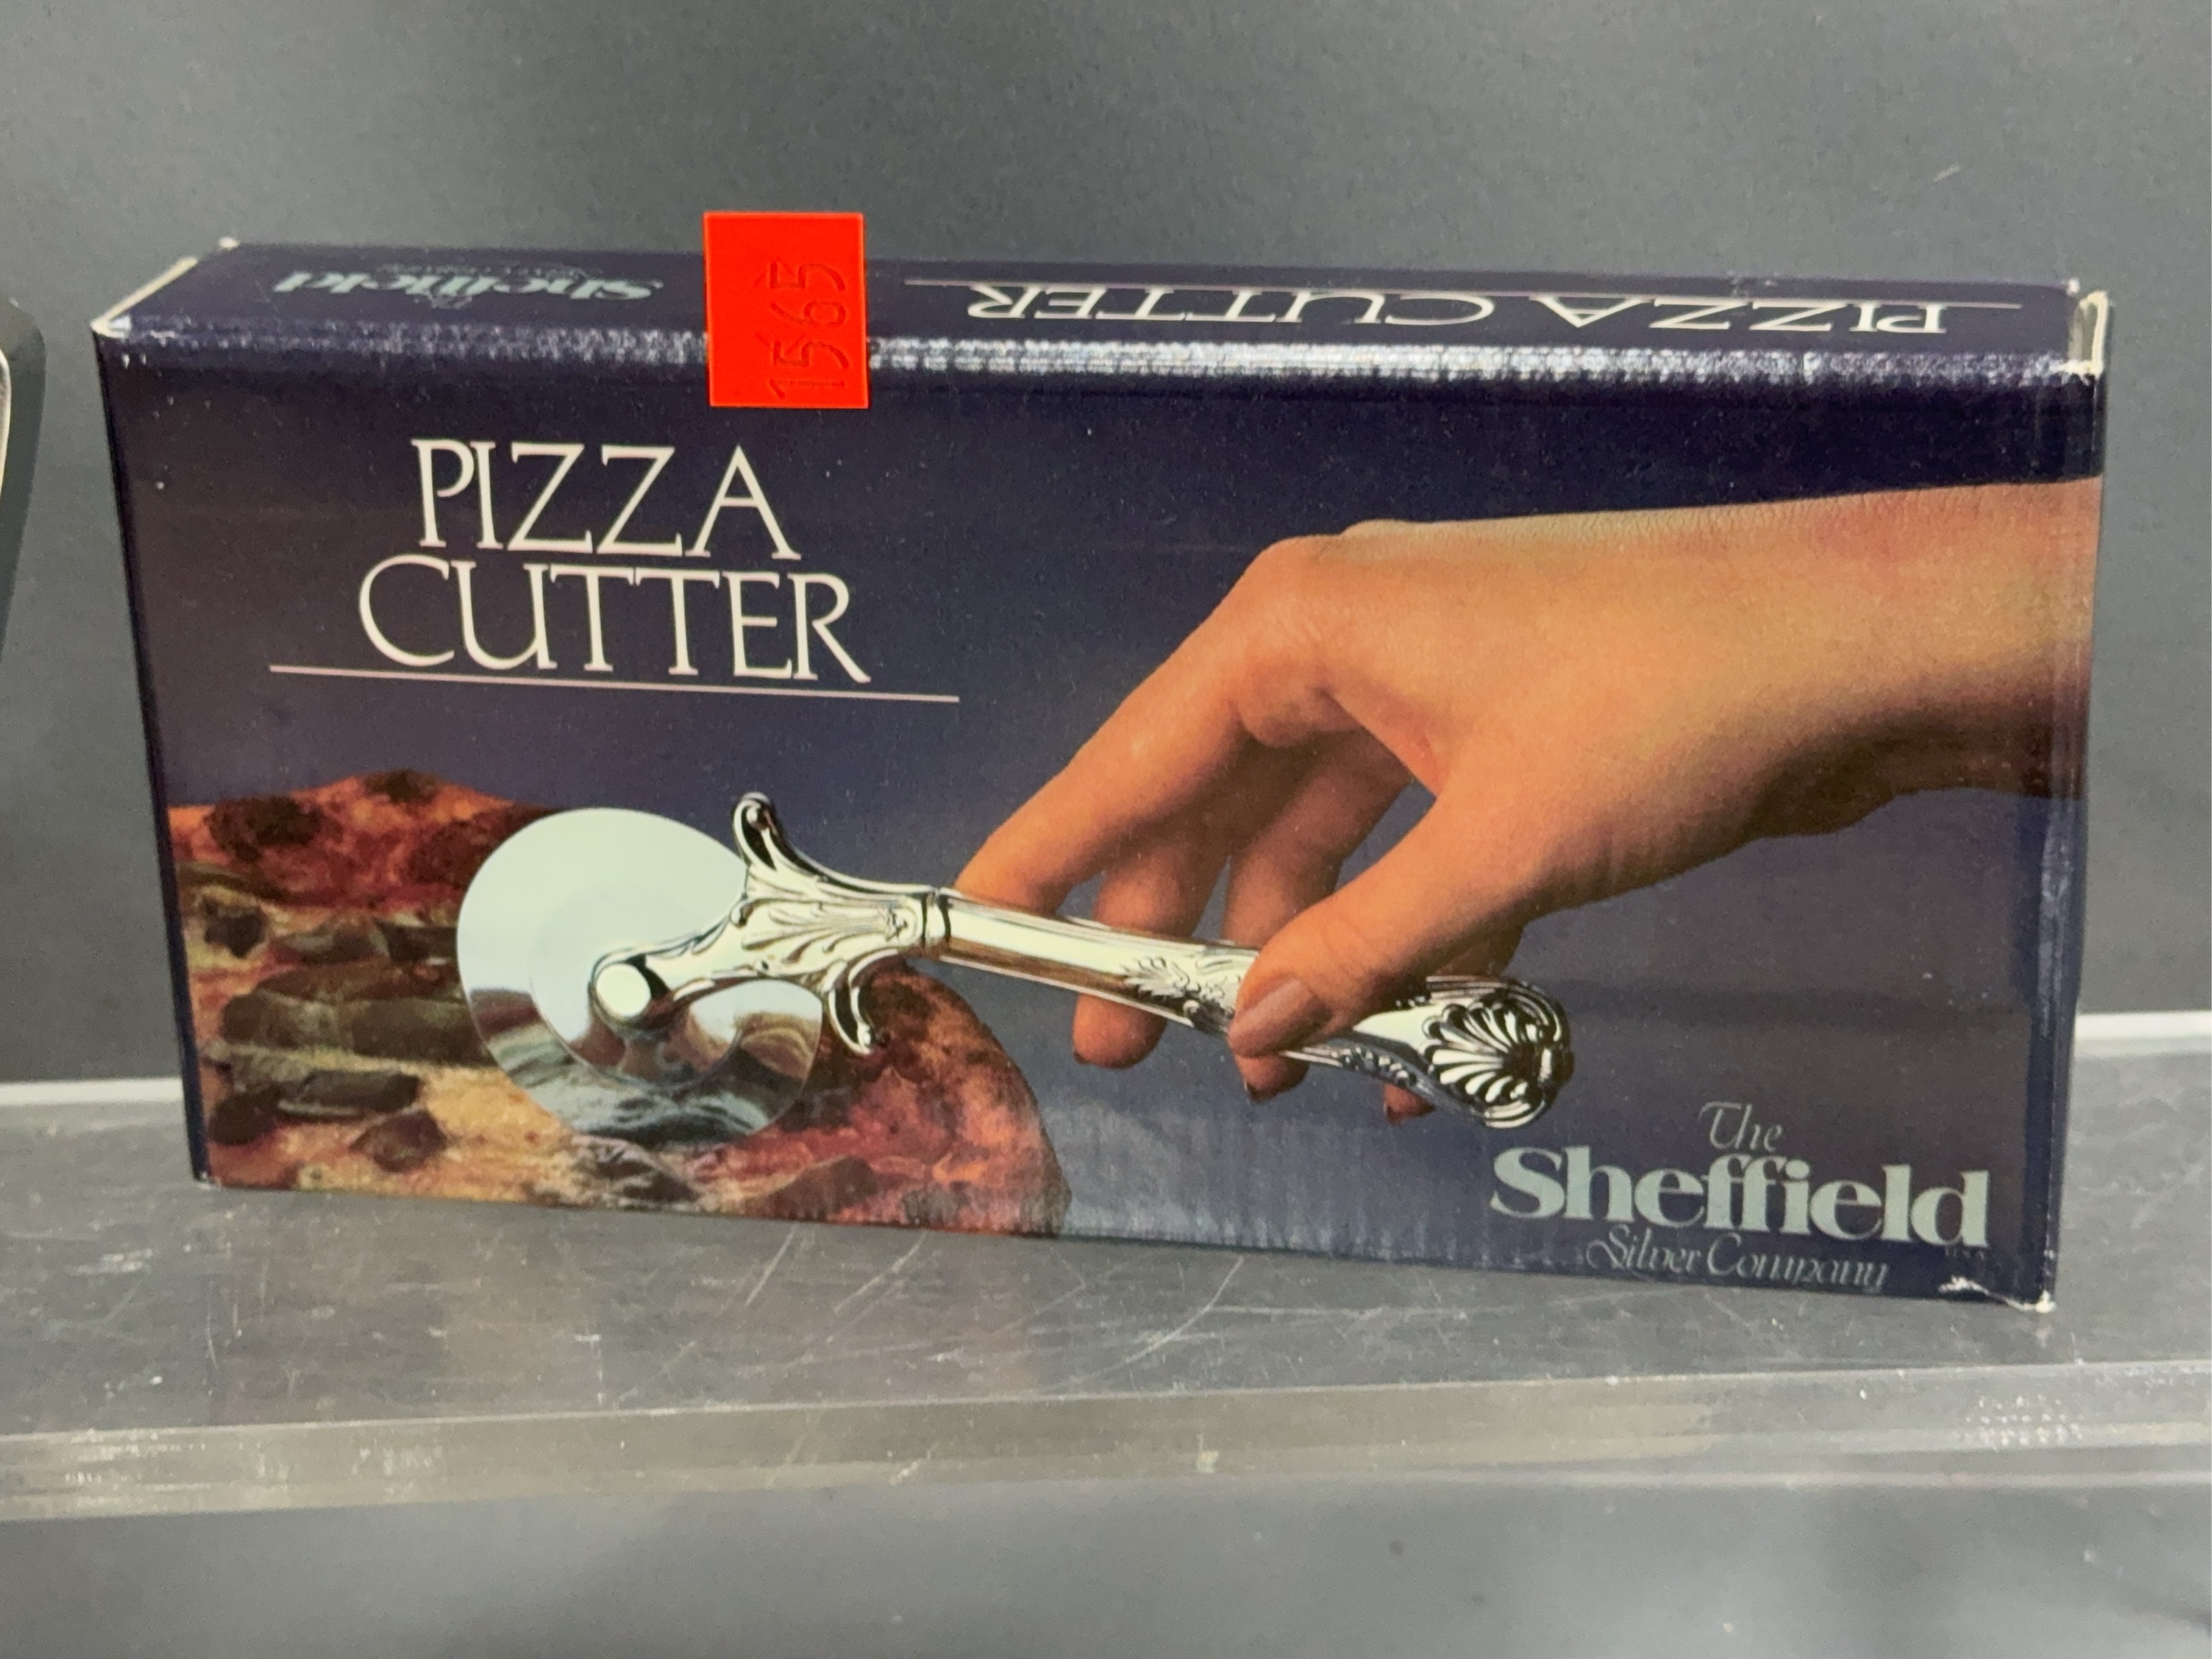 Sheffield
PIZZA CUTTER
1565
PIZZA
CUTTER
The
Sheffield
U.S.A.
Silver Company